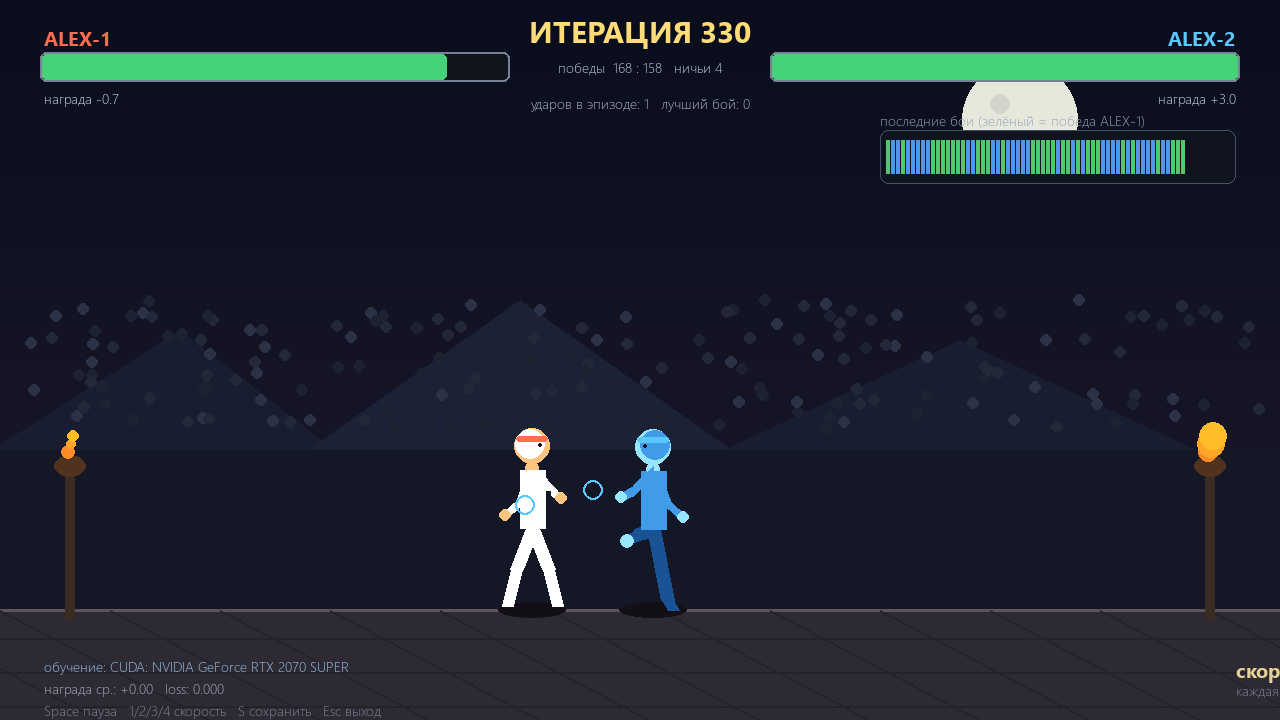 ALEX-1
ИТЕРАЦИЯ 330
ALEX-2
победы 168 : 158 ничьи 4
награда -0.7
ударов в эпизоде: 1 лучший бой: 0
награда +3.0
последние бои (зелёный = победа ALEX-1)
обучение: CUDA: NVIDIA GeForce RTX 2070 SUPER
награда ср.: +0.00 loss: 0.000
Space пауза 1/2/3/4 скорость S сохранить Esc выход
скор
каждая